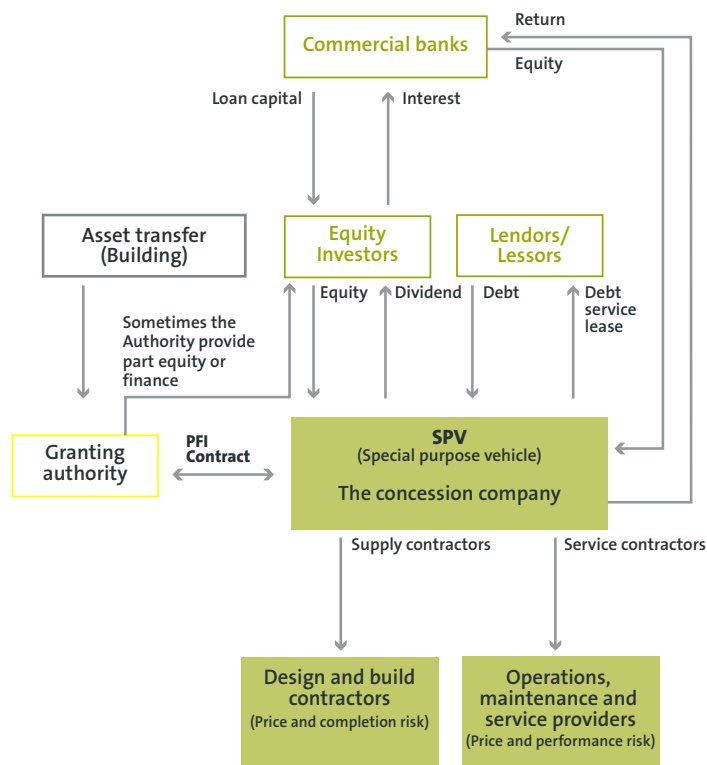 Return
Commercial banks
Equity
Loan capital
Interest
Asset transfer
(Building)
Equity
Investors
Lendors/
Lessors
Equity
Dividend
Debt
Debt
service
lease
Sometimes the
Authority provide
part equity or
finance
Granting
authority
PFI
Contract
SPV
(Special purpose vehicle)
The concession company
Supply contractors
Service contractors
Design and build
contractors
(Price and completion risk)
Operations,
maintenance and
service providers
(Price and performance risk)